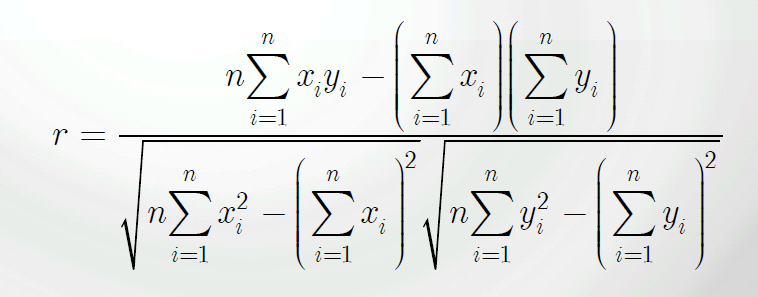 r = \frac{n\sum_{i=1}^{n} x_i y_i - \left(\sum_{i=1}^{n} x_i\right)\left(\sum_{i=1}^{n} y_i\right)}{\sqrt{n\sum_{i=1}^{n} x_i^2 - \left(\sum_{i=1}^{n} x_i\right)^2}\sqrt{n\sum_{i=1}^{n} y_i^2 - \left(\sum_{i=1}^{n} y_i\right)^2}}